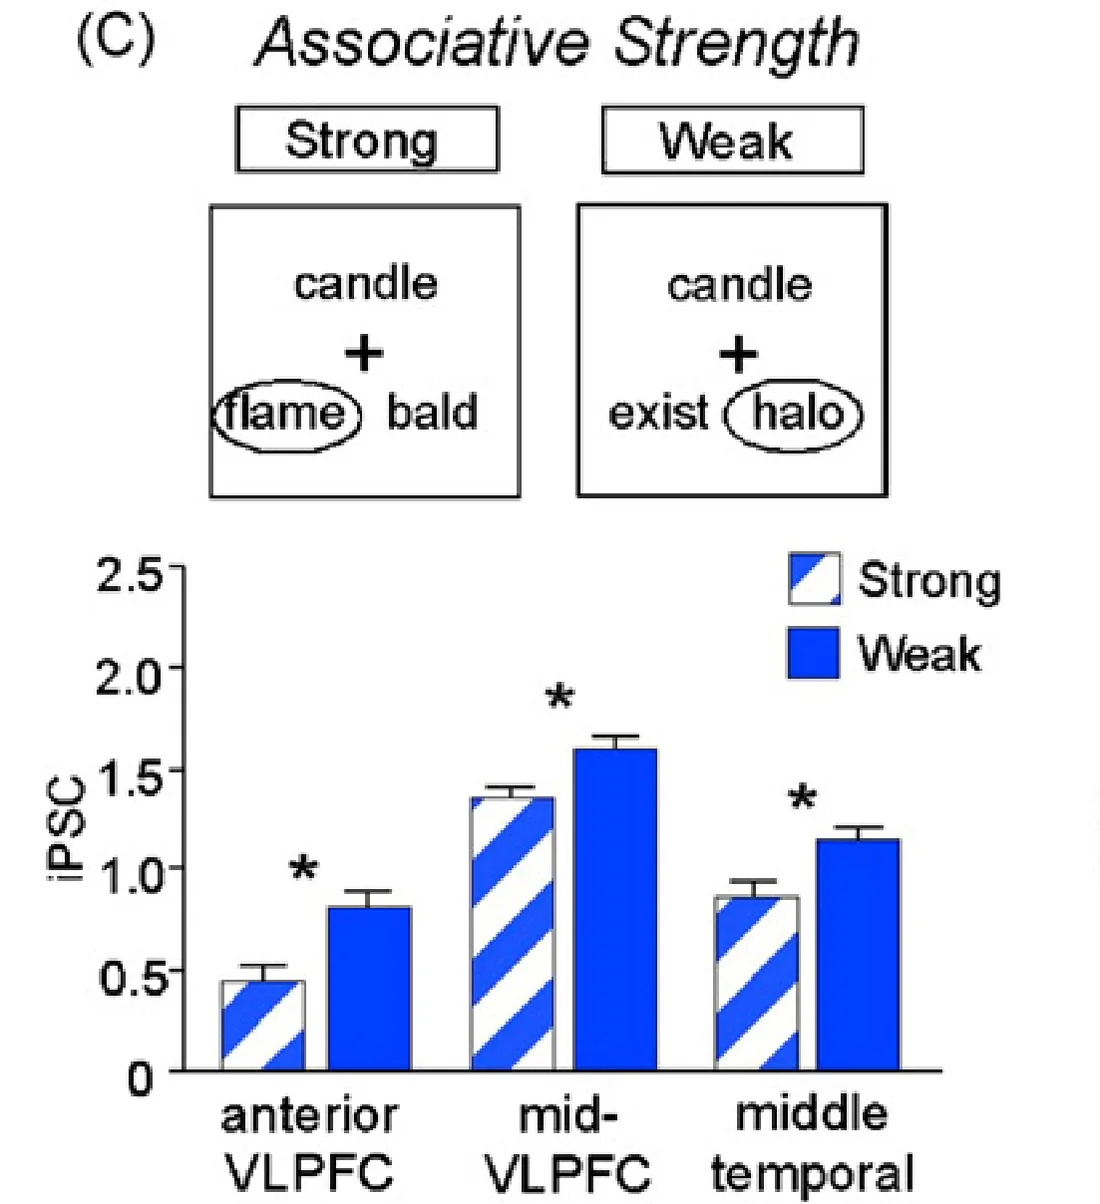 (C) Associative Strength
Strong Weak
candle candle
+ +
flame bald exist halo
2.5
2.0
1.5
1.0
0.5
0
iPSC
Strong
Weak
*
*
*
anterior mid- middle
VLPFC VLPFC temporal